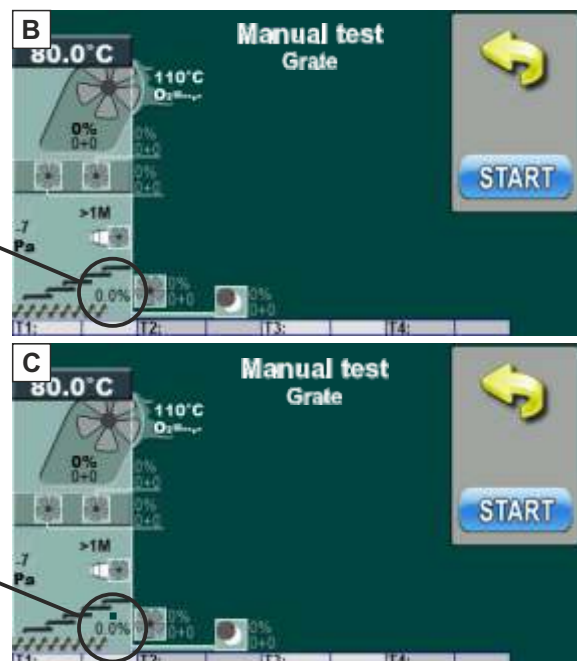 B
80.0°C
Manual test
Grate
110°C
O₂=--,-
0%
0+0
0%
0+0
0%
0+0
>1M
-7
Pa
START
0.0%
0%
0+0
0%
0+0
T1:
T2:
T3:
T4:
C
80.0°C
Manual test
Grate
110°C
O₂=--,-
0%
0+0
0%
0+0
0%
0+0
>1M
-7
Pa
START
0.0%
0%
0+0
0%
0+0
T1:
T2:
T3:
T4: